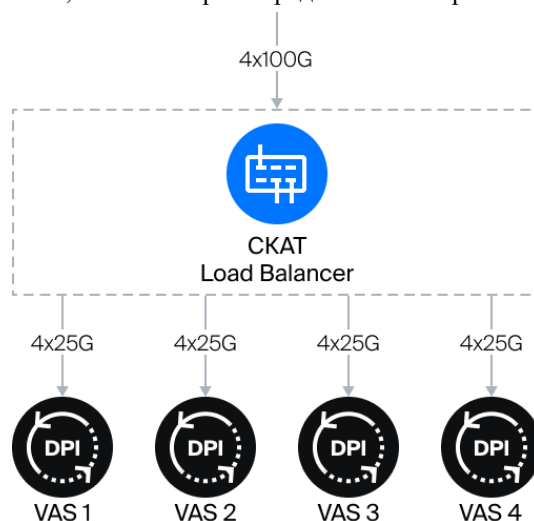 4x100G
СКАТ
Load Balancer
4x25G 4x25G 4x25G 4x25G
DPI DPI DPI DPI
VAS 1 VAS 2 VAS 3 VAS 4